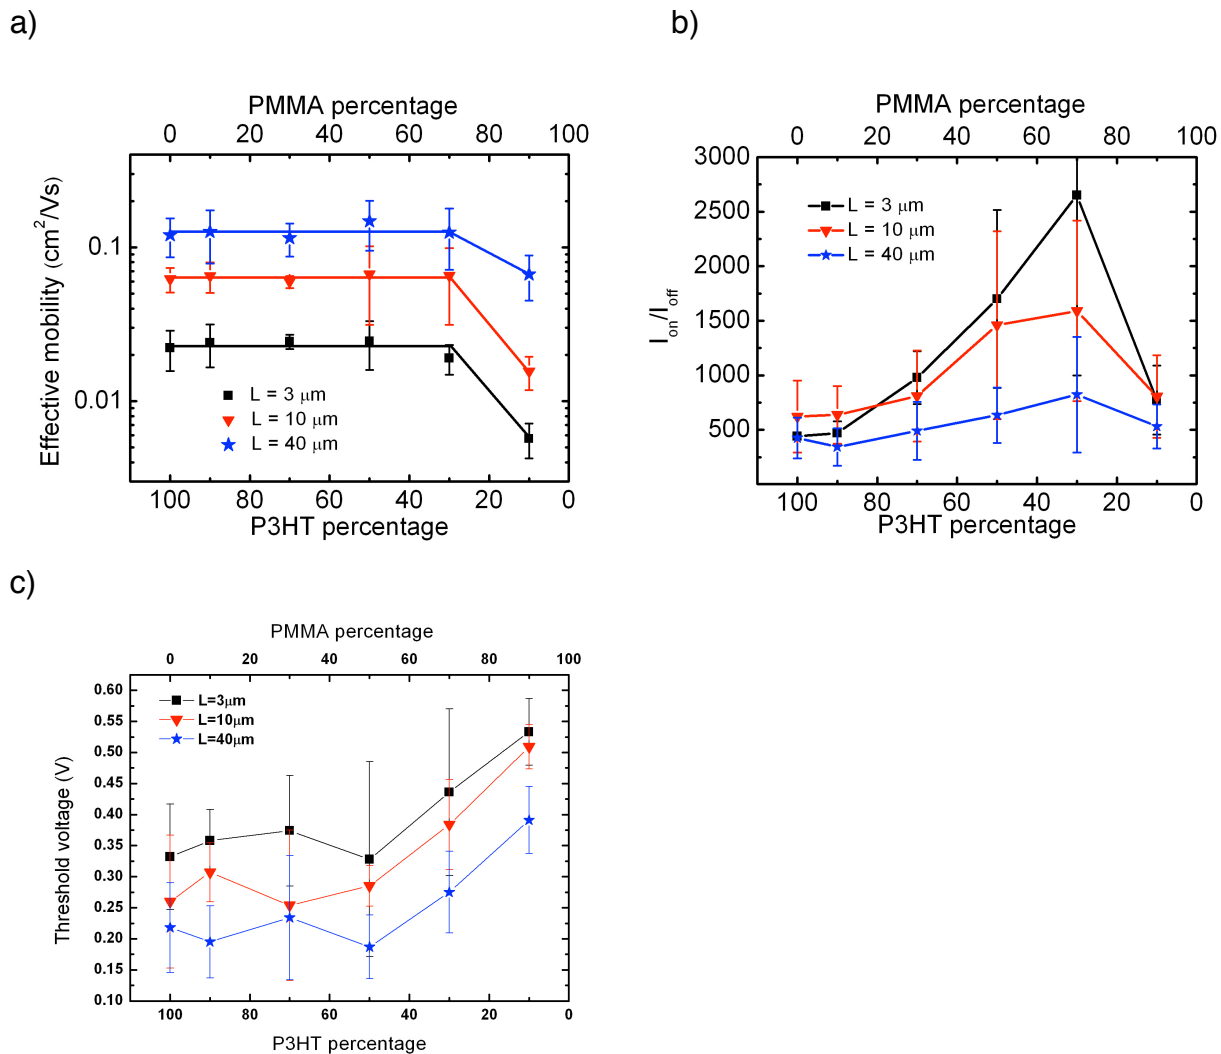 a)
b)
PMMA percentage
0 20 40 60 80 100
0.1
0.01
Effective mobility (cm²/Vs)
L = 3 μm
L = 10 μm
L = 40 μm
100 80 60 40 20 0
P3HT percentage
PMMA percentage
0 20 40 60 80 100
3000
2500
2000
1500
1000
500
I_on/I_off
L = 3 μm
L = 10 μm
L = 40 μm
100 80 60 40 20 0
P3HT percentage
c)
PMMA percentage
0 20 40 60 80 100
0.60
0.55
0.50
0.45
0.40
0.35
0.30
0.25
0.20
0.15
0.10
Threshold voltage (V)
L=3μm
L=10μm
L=40μm
100 80 60 40 20 0
P3HT percentage